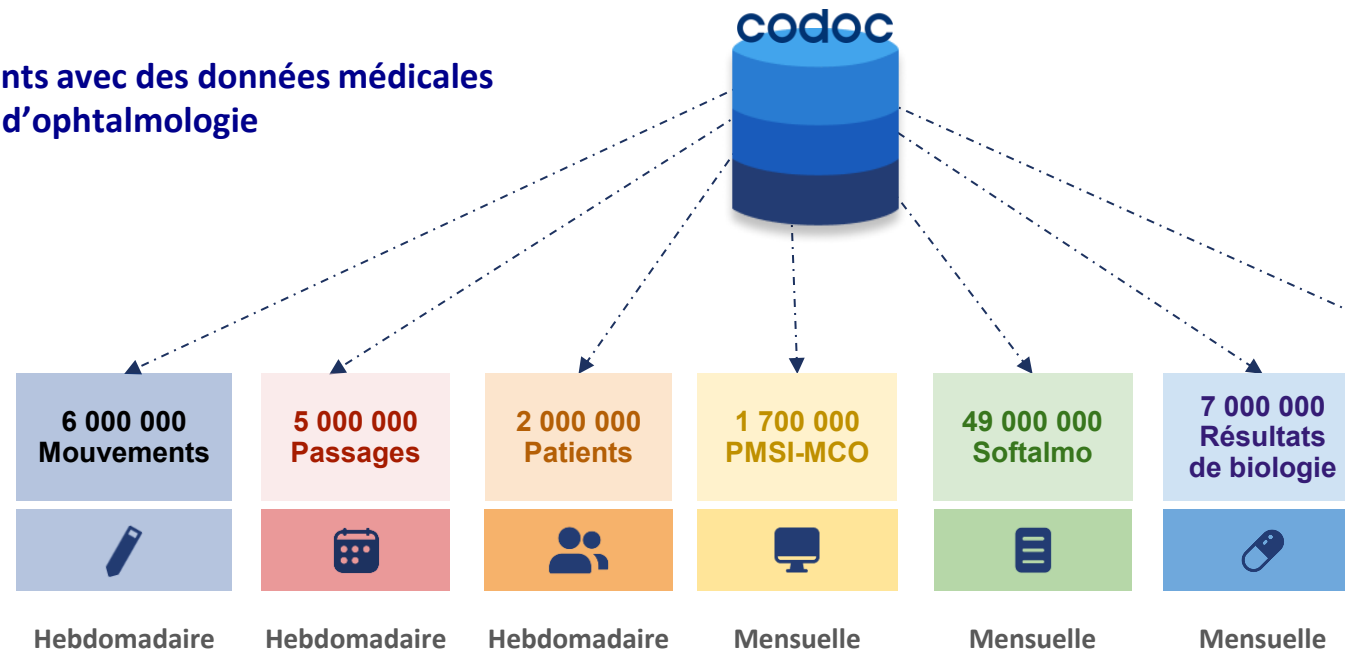 codoc
nts avec des données médicales
d’ophtalmologie
6 000 000
Mouvements
5 000 000
Passages
2 000 000
Patients
1 700 000
PMSI-MCO
49 000 000
Softalmo
7 000 000
Résultats
de biologie
Hebdomadaire
Hebdomadaire
Hebdomadaire
Mensuelle
Mensuelle
Mensuelle